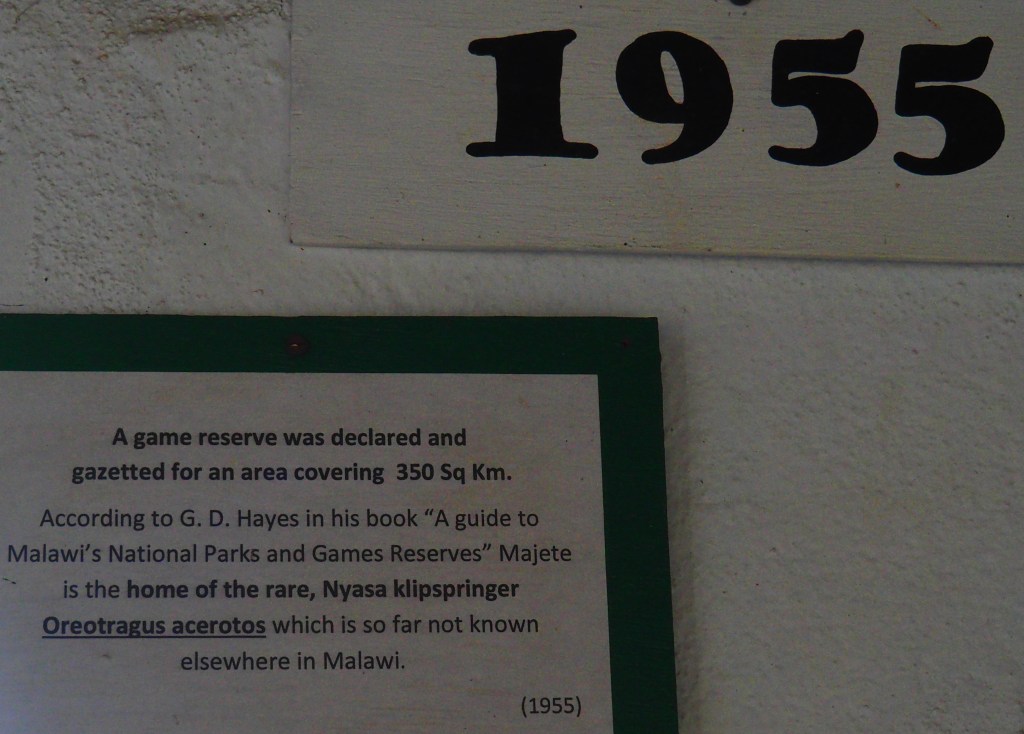 1955
A game reserve was declared and
gazetted for an area covering 350 Sq Km.
According to G. D. Hayes in his book “A guide to
Malawi’s National Parks and Games Reserves” Majete
is the home of the rare, Nyasa klipspringer
Oreotragus acerotos which is so far not known
elsewhere in Malawi.
(1955)